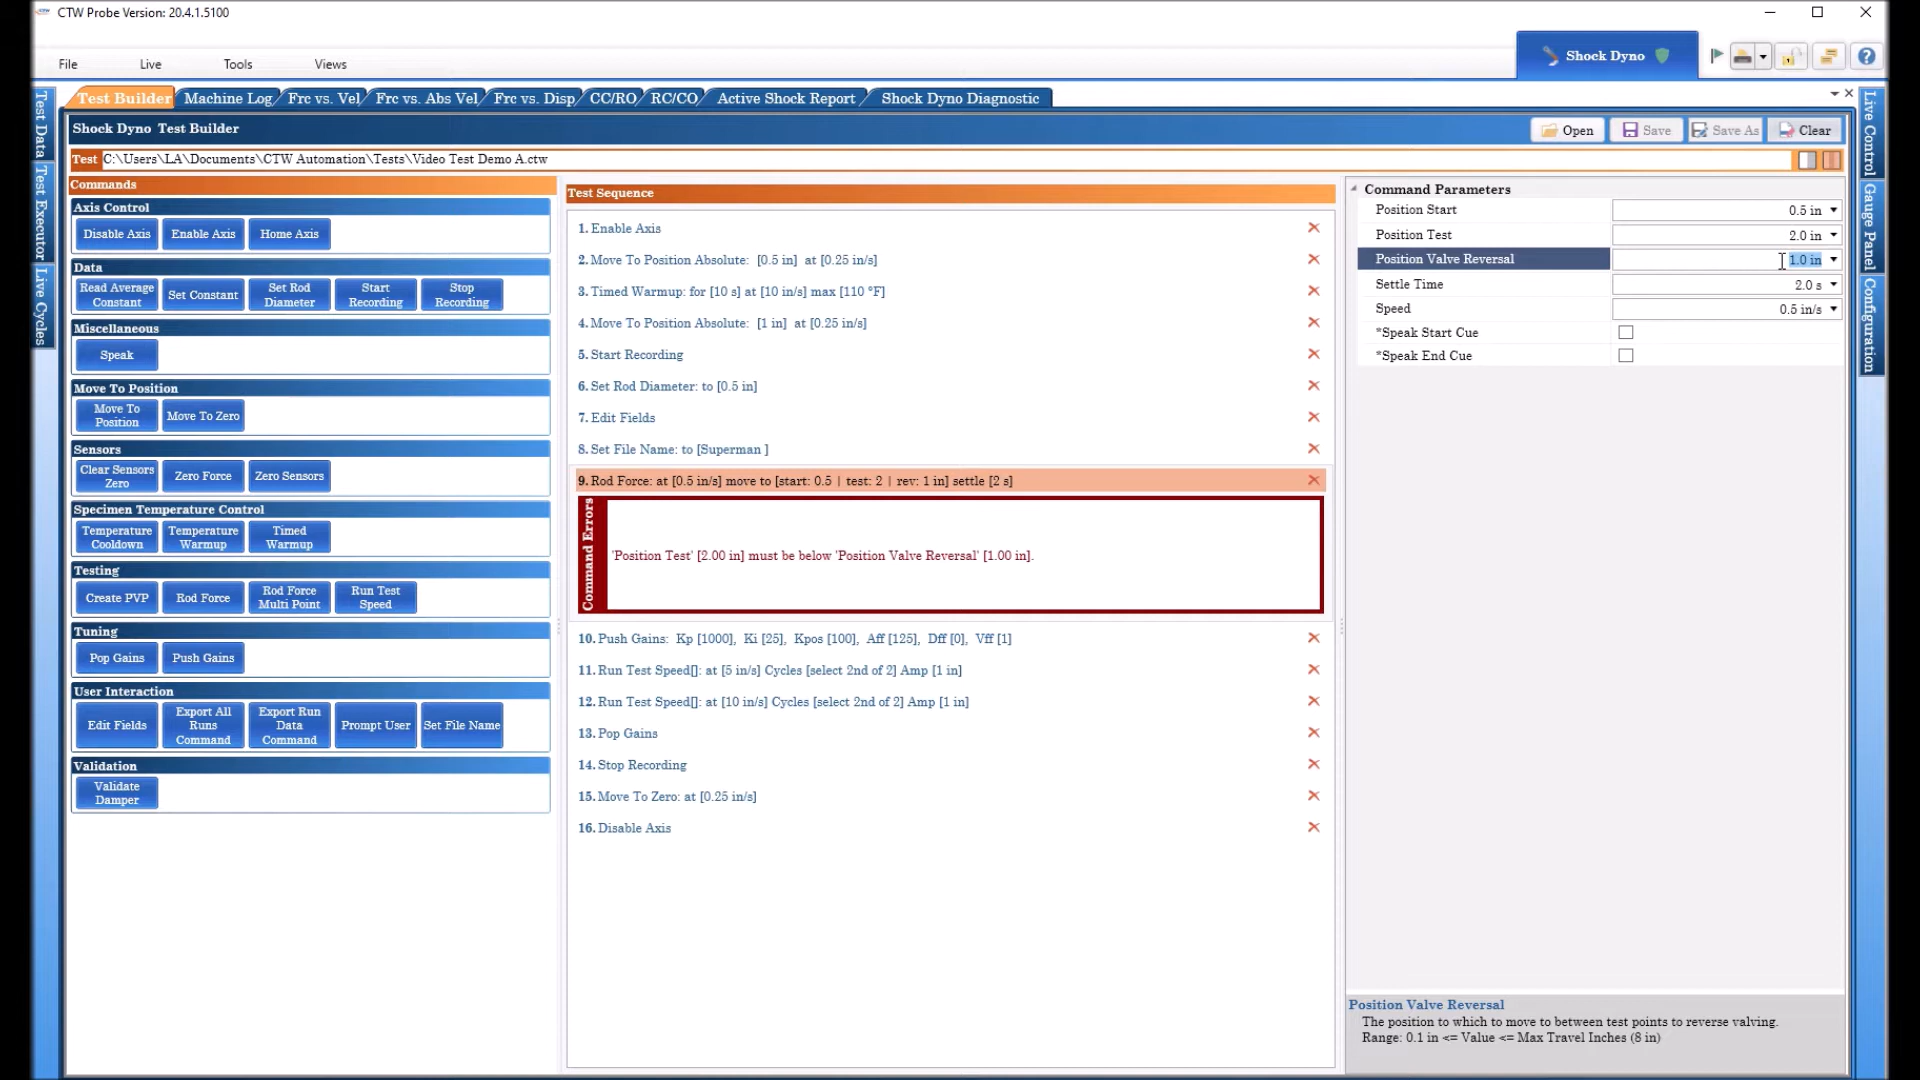 CTW Probe Version: 20.4.1.5100
File
Live
Tools
Views
Shock Dyno
Test Builder
Machine Log
Frc vs. Vel
Frc vs. Abs Vel
Frc vs. Disp
CC/RO
RC/CO
Active Shock Report
Shock Dyno Diagnostic
Test Data
Test Executor
Live Cycles
Live Control
Gauge Panel
Configuration
Shock Dyno Test Builder
Open
Save
Save As
Clear
Test C:\Users\LA\Documents\CTW Automation\Tests\Video Test Demo A.ctw
Commands
Axis Control
Disable Axis
Enable Axis
Home Axis
Data
Read Average
Constant
Set Constant
Set Rod
Diameter
Start
Recording
Stop
Recording
Miscellaneous
Speak
Move To Position
Move To
Position
Move To Zero
Sensors
Clear Sensors
Zero
Zero Force
Zero Sensors
Specimen Temperature Control
Temperature
Cooldown
Temperature
Warmup
Timed
Warmup
Testing
Create PVP
Rod Force
Rod Force
Multi Point
Run Test
Speed
Tuning
Pop Gains
Push Gains
User Interaction
Edit Fields
Export All
Runs
Command
Export Run
Data
Command
Prompt User
Set File Name
Validation
Validate
Damper
Test Sequence
1. Enable Axis
2. Move To Position Absolute: [0.5 in] at [0.25 in/s]
3. Timed Warmup: for [10 s] at [10 in/s] max [110 °F]
4. Move To Position Absolute: [1 in] at [0.25 in/s]
5. Start Recording
6. Set Rod Diameter: to [0.5 in]
7. Edit Fields
8. Set File Name: to [Superman ]
9. Rod Force: at [0.5 in/s] move to [start: 0.5 | test: 2 | rev: 1 in] settle [2 s]
Command Errors
'Position Test' [2.00 in] must be below 'Position Valve Reversal' [1.00 in].
10. Push Gains: Kp [1000], Ki [25], Kpos [100], Aff [125], Dff [0], Vff [1]
11. Run Test Speed[]: at [5 in/s] Cycles [select 2nd of 2] Amp [1 in]
12. Run Test Speed[]: at [10 in/s] Cycles [select 2nd of 2] Amp [1 in]
13. Pop Gains
14. Stop Recording
15. Move To Zero: at [0.25 in/s]
16. Disable Axis
Command Parameters
Position Start 0.5 in
Position Test 2.0 in
Position Valve Reversal 1.0 in
Settle Time 2.0 s
Speed 0.5 in/s
*Speak Start Cue
*Speak End Cue
Position Valve Reversal
The position to which to move to between test points to reverse valving.
Range: 0.1 in <= Value <= Max Travel Inches (8 in)